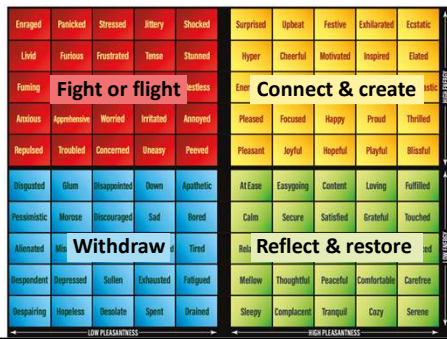 Enraged Panicked Stressed Jittery Shocked Surprised Upbeat Festive Exhilarated Ecstatic
Livid Furious Frustrated Tense Stunned Hyper Cheerful Motivated Inspired Elated
Fuming Fight or flight Connect & create
Anxious Apprehensive Worried Irritated Annoyed Pleased Focused Happy Proud Thrilled
Repulsed Troubled Concerned Uneasy Peeved Pleasant Joyful Hopeful Playful Blissful
HIGH ENERGY
Disgusted Glum Disappointed Down Apathetic At Ease Easygoing Content Loving Fulfilled
Pessimistic Morose Discouraged Sad Bored Calm Secure Satisfied Grateful Touched
Alienated Withdraw Tired Reflect & restore
Despondent Depressed Sullen Exhausted Fatigued Mellow Thoughtful Peaceful Comfortable Carefree
Despairing Hopeless Desolate Spent Drained Sleepy Complacent Tranquil Cozy Serene
LOW ENERGY
LOW PLEASANTNESS HIGH PLEASANTNESS